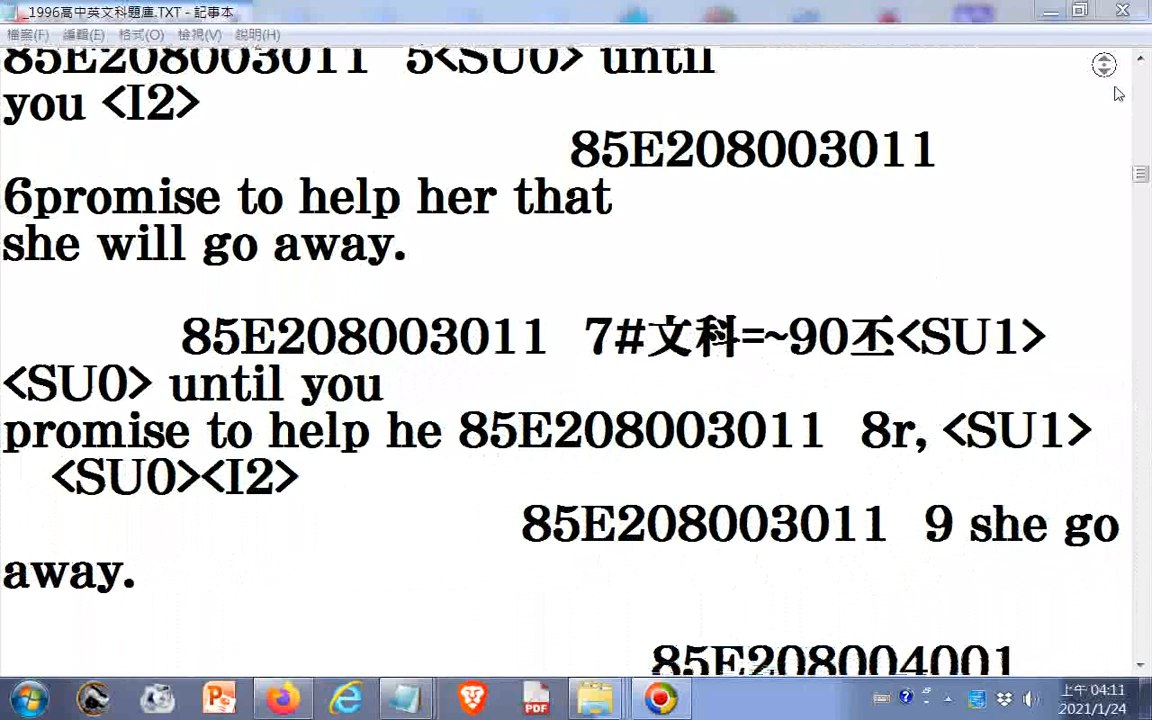 _1996高中英文科題庫.TXT - 記事本
檔案(F) 編輯(E) 格式(O) 檢視(V) 說明(H)
85E208003011 5<SU0> until
you <I2>
85E208003011
6promise to help her that
she will go away.
85E208003011 7#文科=~90丕<SU1>
<SU0> until you
promise to help he 85E208003011 8r, <SU1>
<SU0><I2>
85E208003011 9 she go
away.
85E208004001
PDF
上午 04:11
2021/1/24